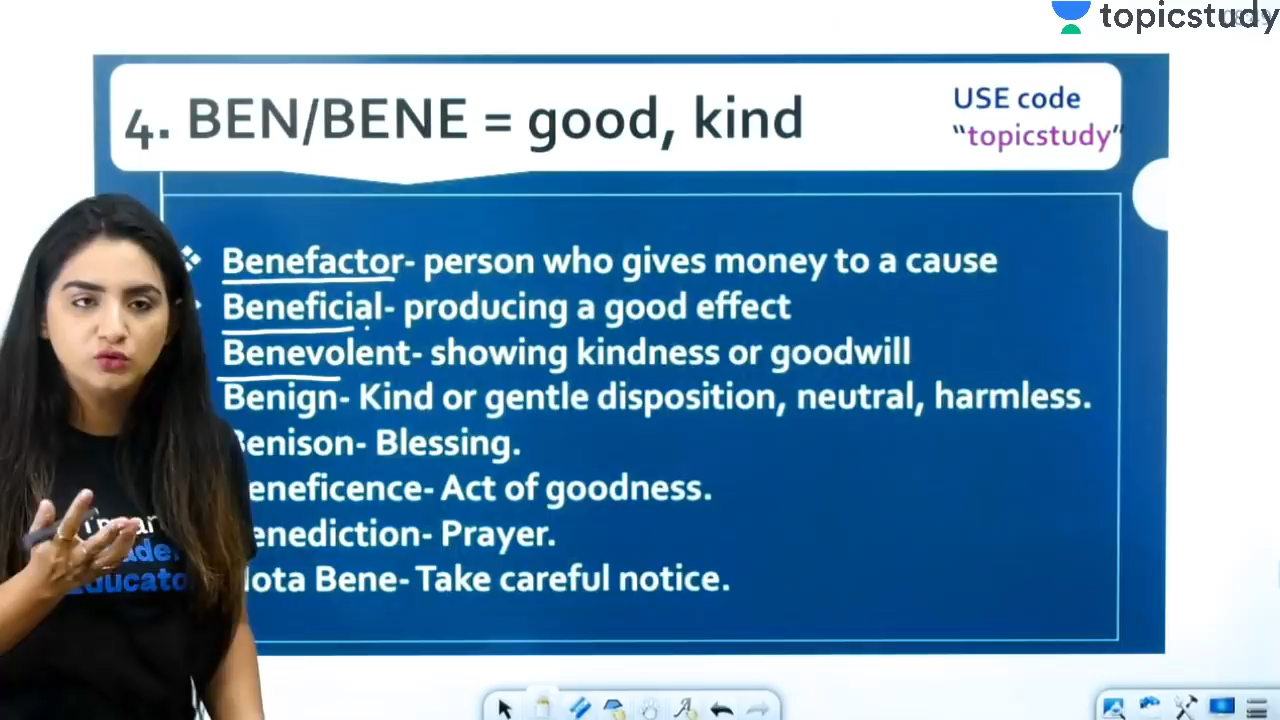 topicstudy
4. BEN/BENE = good, kind
USE code
"topicstudy"
Benefactor- person who gives money to a cause
Beneficial- producing a good effect
Benevolent- showing kindness or goodwill
Benign- Kind or gentle disposition, neutral, harmless.
Benison- Blessing.
eneficence- Act of goodness.
enediction- Prayer.
Nota Bene- Take careful notice.